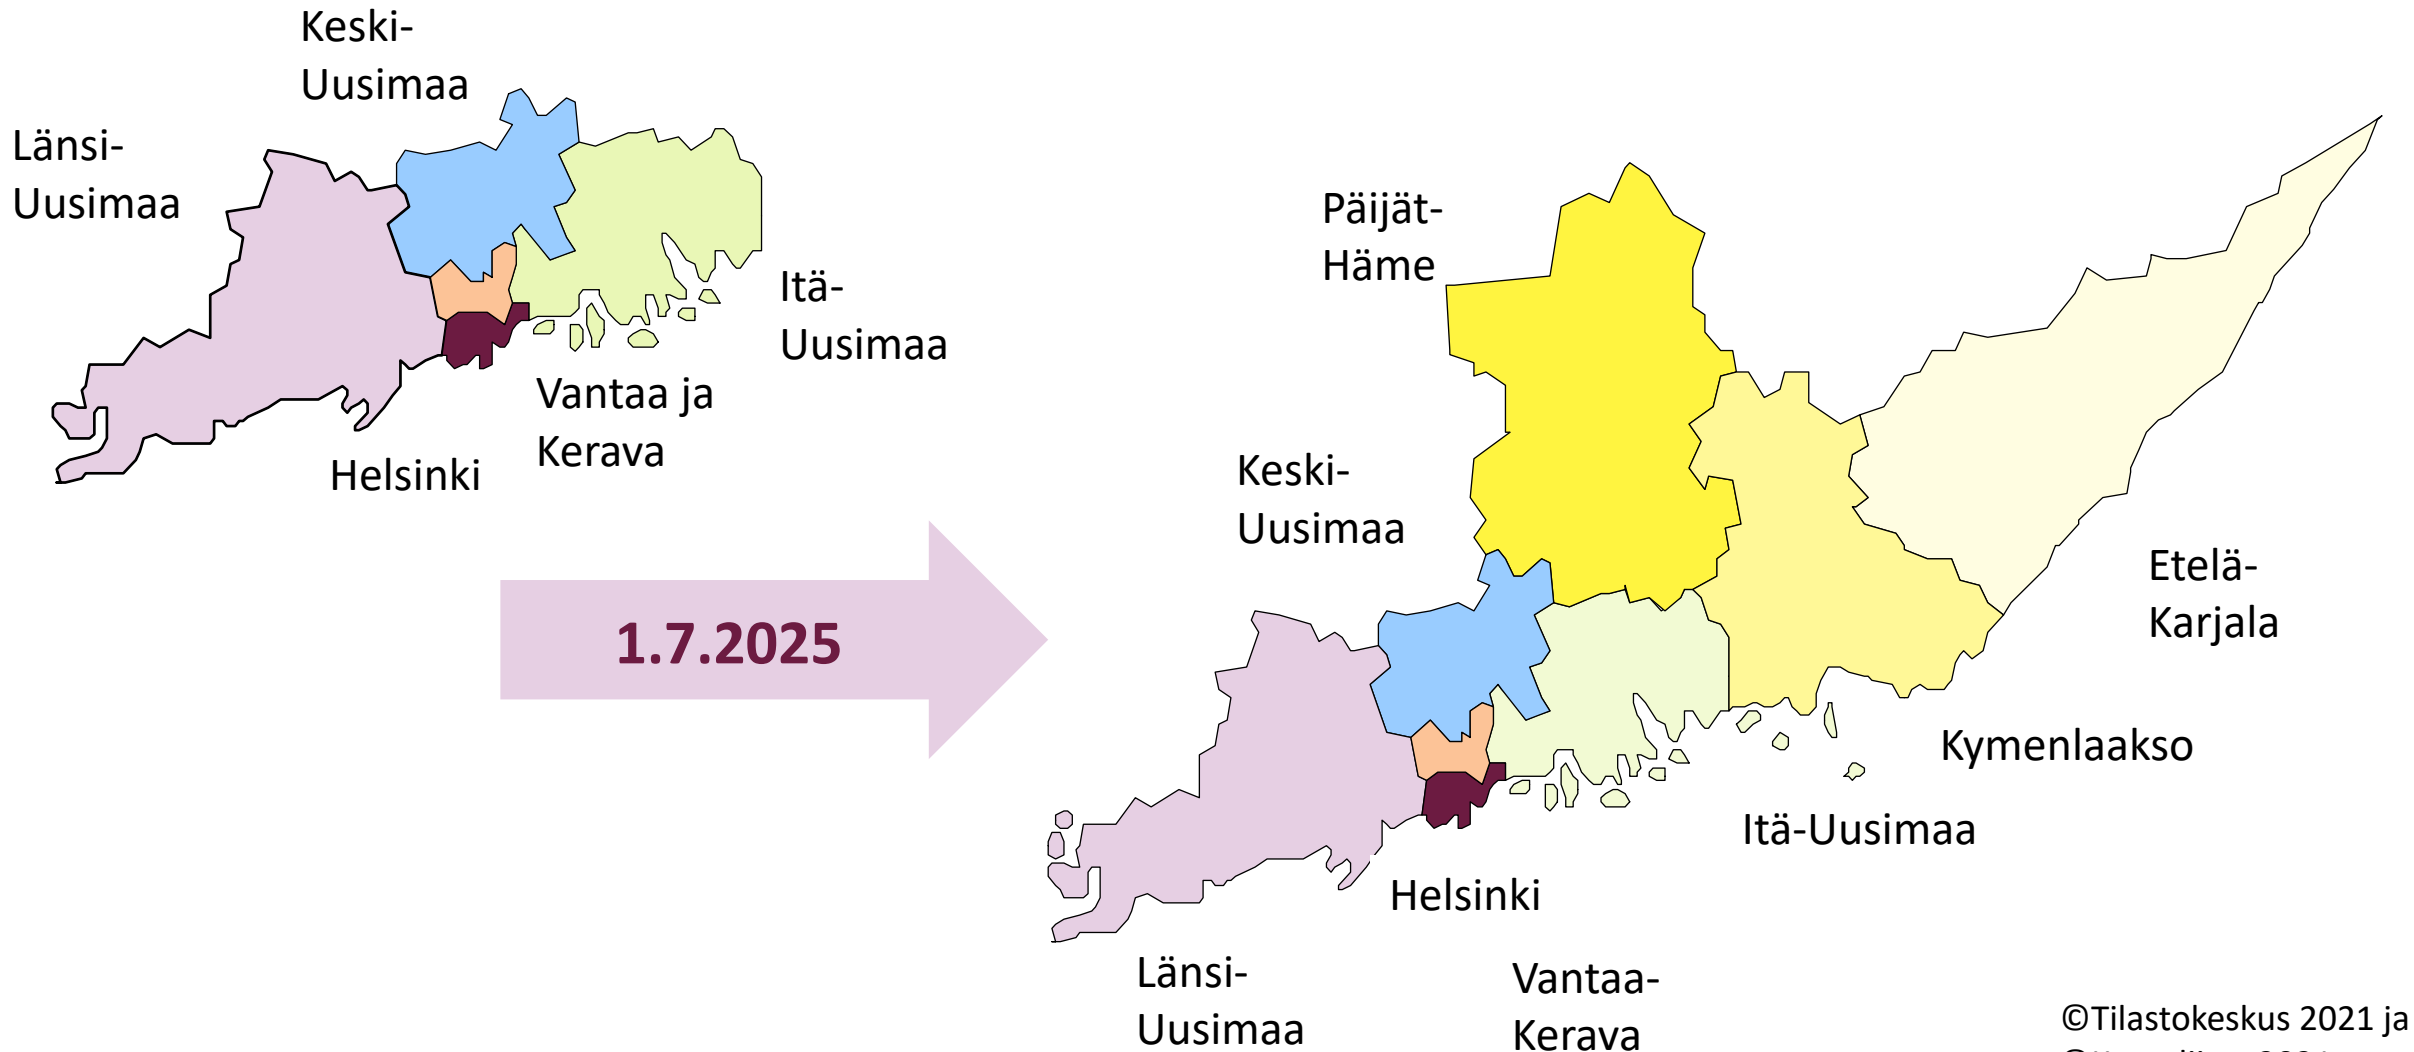 Keski-
Uusimaa
Länsi-
Uusimaa
Itä-
Uusimaa
Vantaa ja
Kerava
Helsinki
1.7.2025
Päijät-
Häme
Keski-
Uusimaa
Etelä-
Karjala
Kymenlaakso
Itä-Uusimaa
Helsinki
Länsi-
Uusimaa
Vantaa-
Kerava
©Tilastokeskus 2021 ja